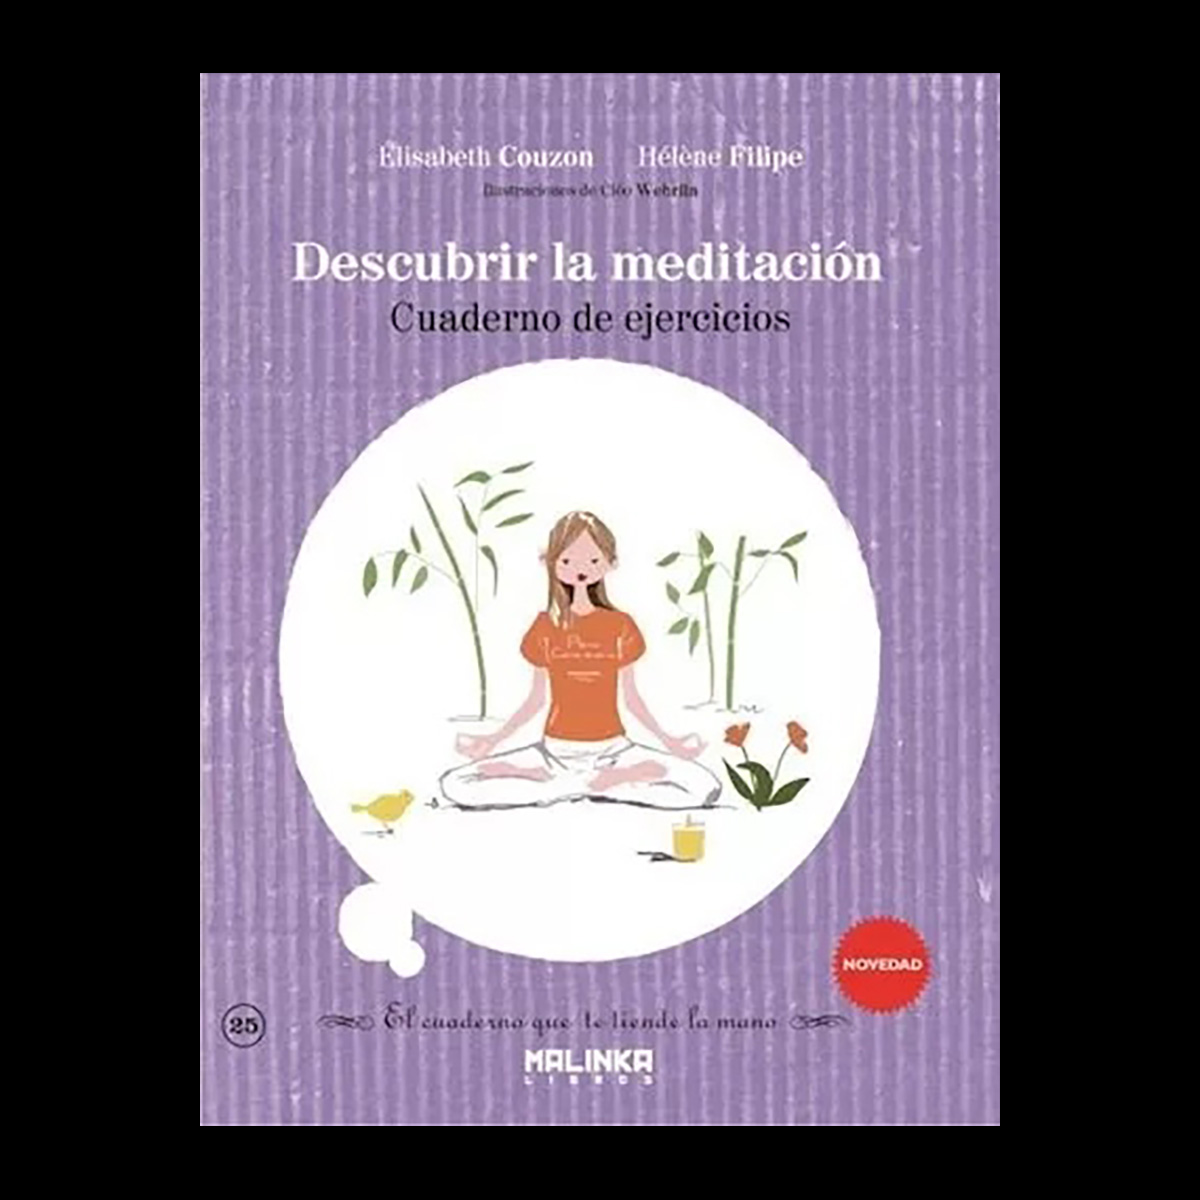 Élisabeth Couzon Hélène Filipe
Ilustraciones de Cléo Wehrlin
Descubrir la meditación
Cuaderno de ejercicios
NOVEDAD
25
El cuaderno que te tiende la mano
MALINKA
LIBROS